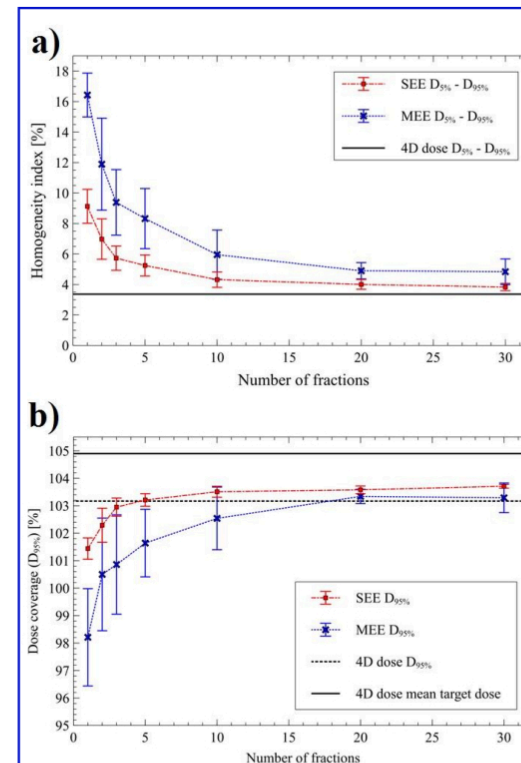 a)
18
16
14
12
10
8
6
4
2
0
Homogeneity index [%]
SEE D5% - D95%
MEE D5% - D95%
4D dose D5% - D95%
0 5 10 15 20 25 30
Number of fractions
b)
105
104
103
102
101
100
99
98
97
96
95
Dose coverage (D95%) [%]
SEE D95%
MEE D95%
4D dose D95%
4D dose mean target dose
0 5 10 15 20 25 30
Number of fractions